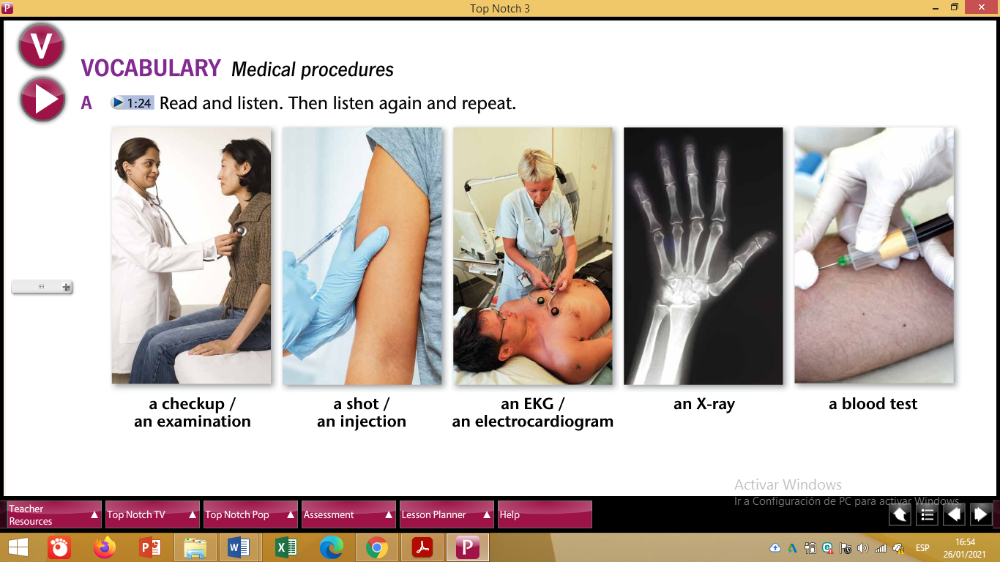 Top Notch 3
V
VOCABULARY Medical procedures
A 1:24 Read and listen. Then listen again and repeat.
a checkup /
an examination
a shot /
an injection
an EKG /
an electrocardiogram
an X-ray
a blood test
Activar Windows
Ir a Configuración de PC para activar Windows.
Teacher
Resources
Top Notch TV
Top Notch Pop
Assessment
Lesson Planner
Help
ESP
16:54
26/01/2021